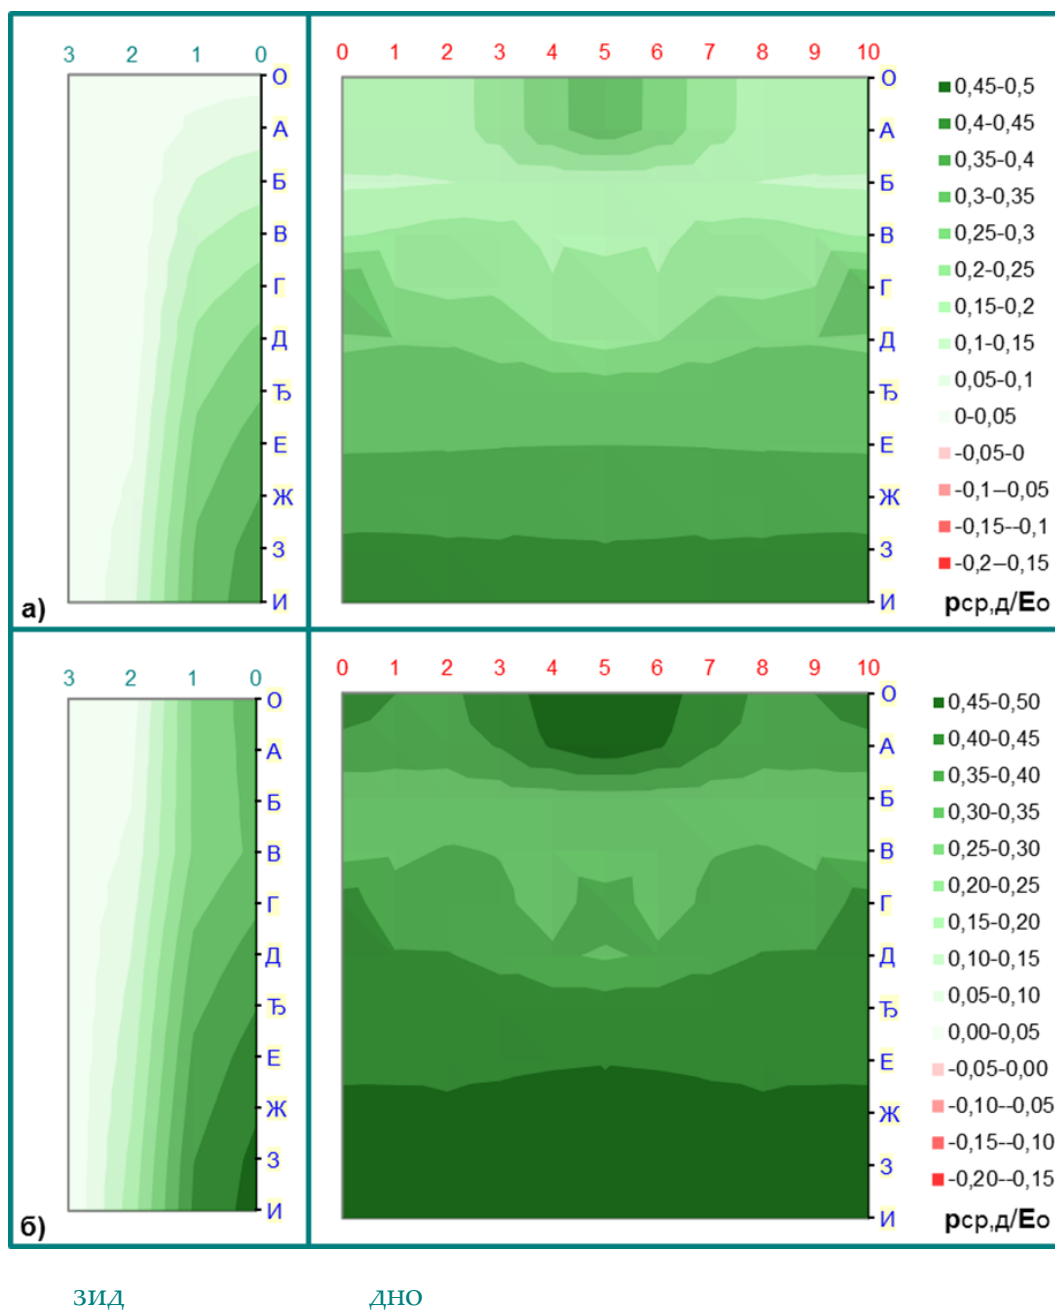 3 2 1 0
0 1 2 3 4 5 6 7 8 9 10
О
А
Б
В
Г
Д
Ђ
Е
Ж
З
И
О
А
Б
В
Г
Д
Ђ
Е
Ж
З
И
0,45-0,5
0,4-0,45
0,35-0,4
0,3-0,35
0,25-0,3
0,2-0,25
0,15-0,2
0,1-0,15
0,05-0,1
0-0,05
-0,05-0
-0,1--0,05
-0,15--0,1
-0,2--0,15
pср,д/Eo
а)
3 2 1 0
0 1 2 3 4 5 6 7 8 9 10
О
А
Б
В
Г
Д
Ђ
Е
Ж
З
И
О
А
Б
В
Г
Д
Ђ
Е
Ж
З
И
0,45-0,50
0,40-0,45
0,35-0,40
0,30-0,35
0,25-0,30
0,20-0,25
0,15-0,20
0,10-0,15
0,05-0,10
0,00-0,05
-0,05-0,00
-0,10--0,05
-0,15--0,10
-0,20--0,15
pср,д/Eo
б)
зид дно